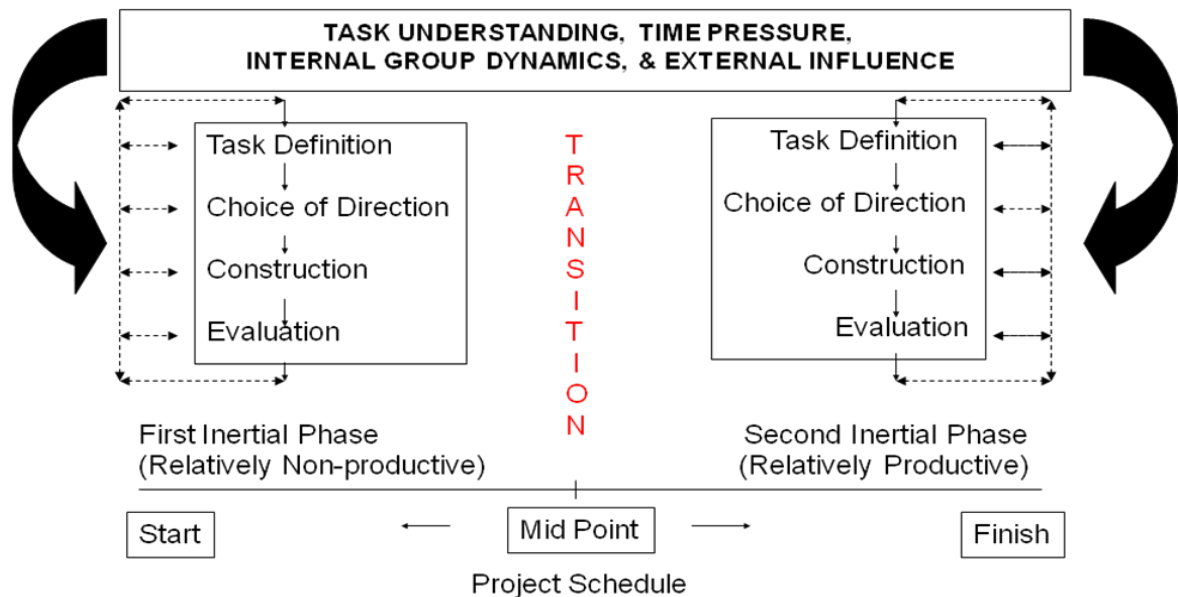 TASK UNDERSTANDING, TIME PRESSURE,
INTERNAL GROUP DYNAMICS, & EXTERNAL INFLUENCE
Task Definition
Choice of Direction
Construction
Evaluation
TRANSITION
Task Definition
Choice of Direction
Construction
Evaluation
First Inertial Phase
(Relatively Non-productive)
Second Inertial Phase
(Relatively Productive)
Start
Mid Point
Finish
Project Schedule